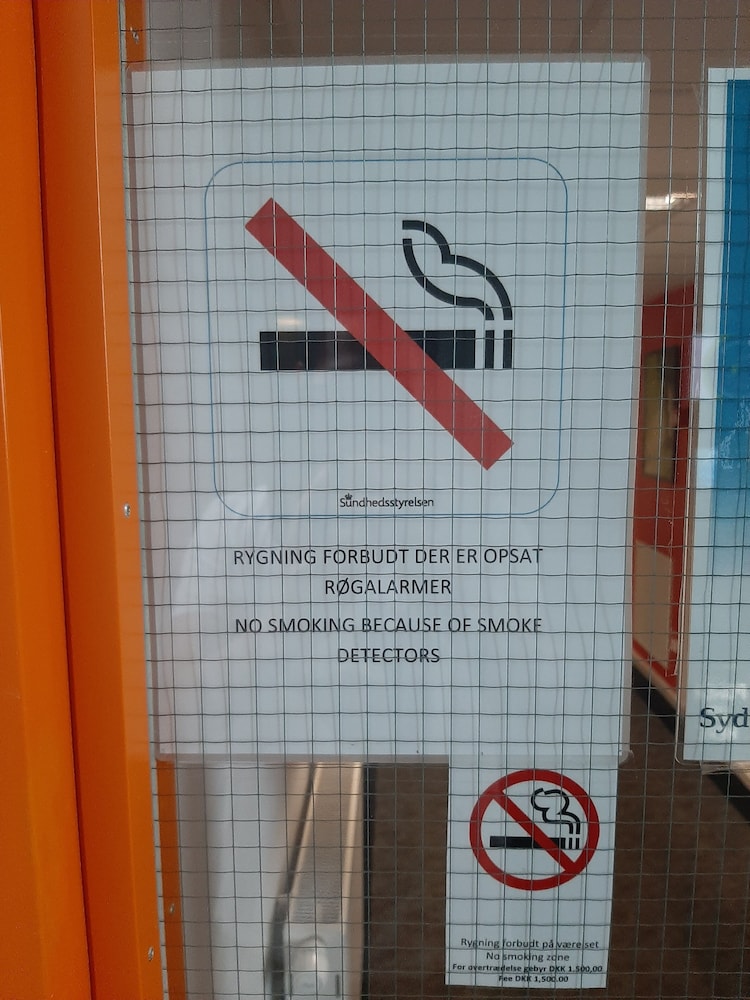 Sundhedsstyrelsen
RYGNING FORBUDT DER ER OPSAT
RØGALARMER
NO SMOKING BECAUSE OF SMOKE
DETECTORS
Syd
Rygning forbudt på værelset
No smoking zone
For overtrædelse gebyr DKK 1.500,00
Fee DKK 1,500.00